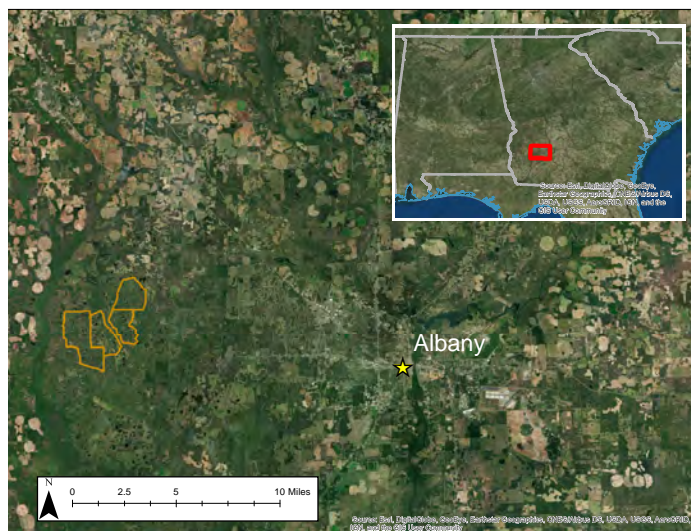 Source: Esri, DigitalGlobe, GeoEye,
Earthstar Geographics, CNES/Airbus DS,
USDA, USGS, AeroGRID, IGN, and the
GIS User Community
Albany
N
0 2.5 5 10 Miles
Source: Esri, DigitalGlobe, GeoEye, Earthstar Geographics, CNES/Airbus DS, USDA, USGS, AeroGRID,
IGN, and the GIS User Community